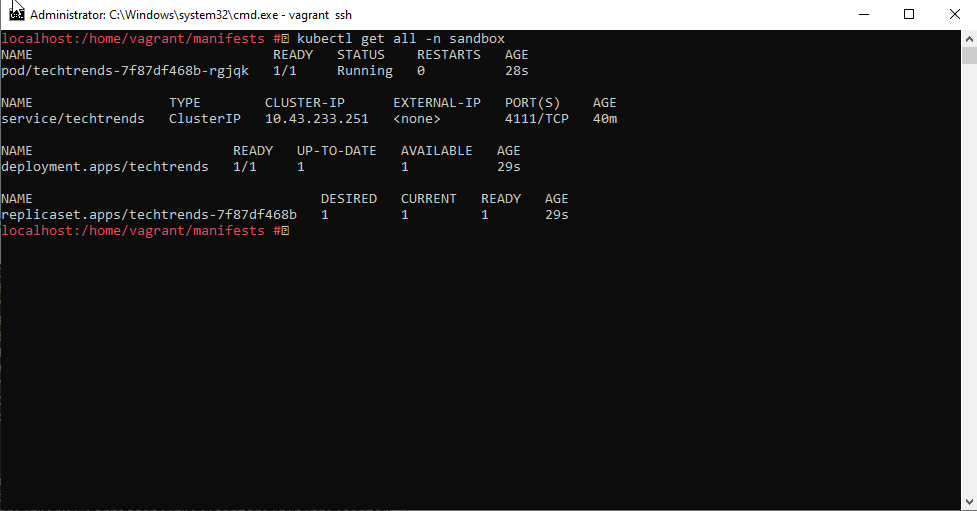 Administrator: C:\Windows\system32\cmd.exe - vagrant ssh
localhost:/home/vagrant/manifests # kubectl get all -n sandbox
NAME READY STATUS RESTARTS AGE
pod/techtrends-7f87df468b-rgjqk 1/1 Running 0 28s
NAME TYPE CLUSTER-IP EXTERNAL-IP PORT(S) AGE
service/techtrends ClusterIP 10.43.233.251 <none> 4111/TCP 40m
NAME READY UP-TO-DATE AVAILABLE AGE
deployment.apps/techtrends 1/1 1 1 29s
NAME DESIRED CURRENT READY AGE
replicaset.apps/techtrends-7f87df468b 1 1 1 29s
localhost:/home/vagrant/manifests #